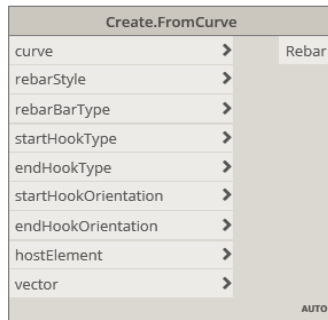 Create.FromCurve
curve
Rebar
rebarStyle
rebarBarType
startHookType
endHookType
startHookOrientation
endHookOrientation
hostElement
vector
AUTO